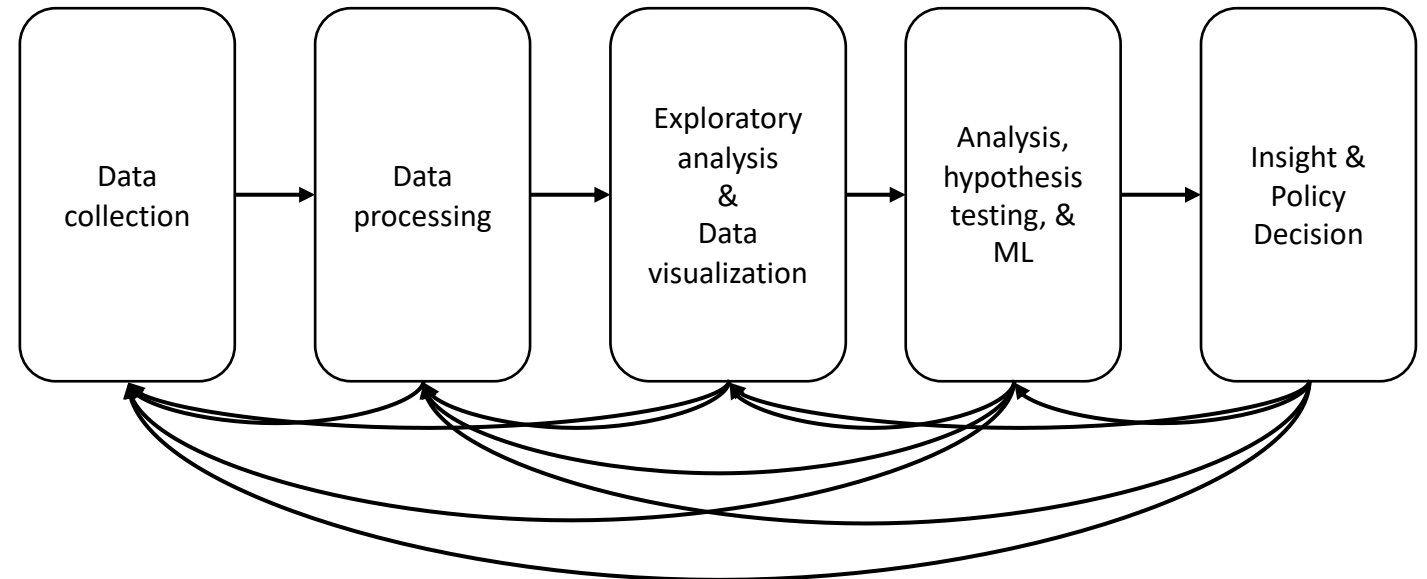 Data
collection
Data
processing
Exploratory
analysis
&
Data
visualization
Analysis,
hypothesis
testing, &
ML
Insight &
Policy
Decision